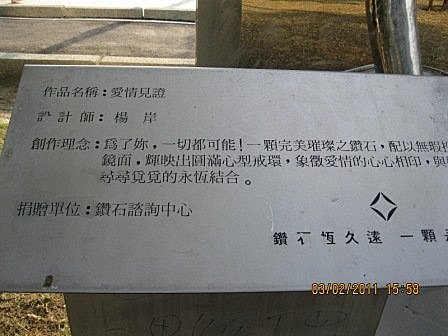 作品名稱：愛情見證
設計師：楊岸
創作理念：為了妳，一切都可能！一顆完美璀璨之鑽石，配以無瑕
鏡面，輝映出圓滿心型戒環，象徵愛情的心心相印，與
尋尋覓覓的永恆結合。
捐贈單位：鑽石諮詢中心
鑽石恆久遠 一顆
03/02/2011 15:58